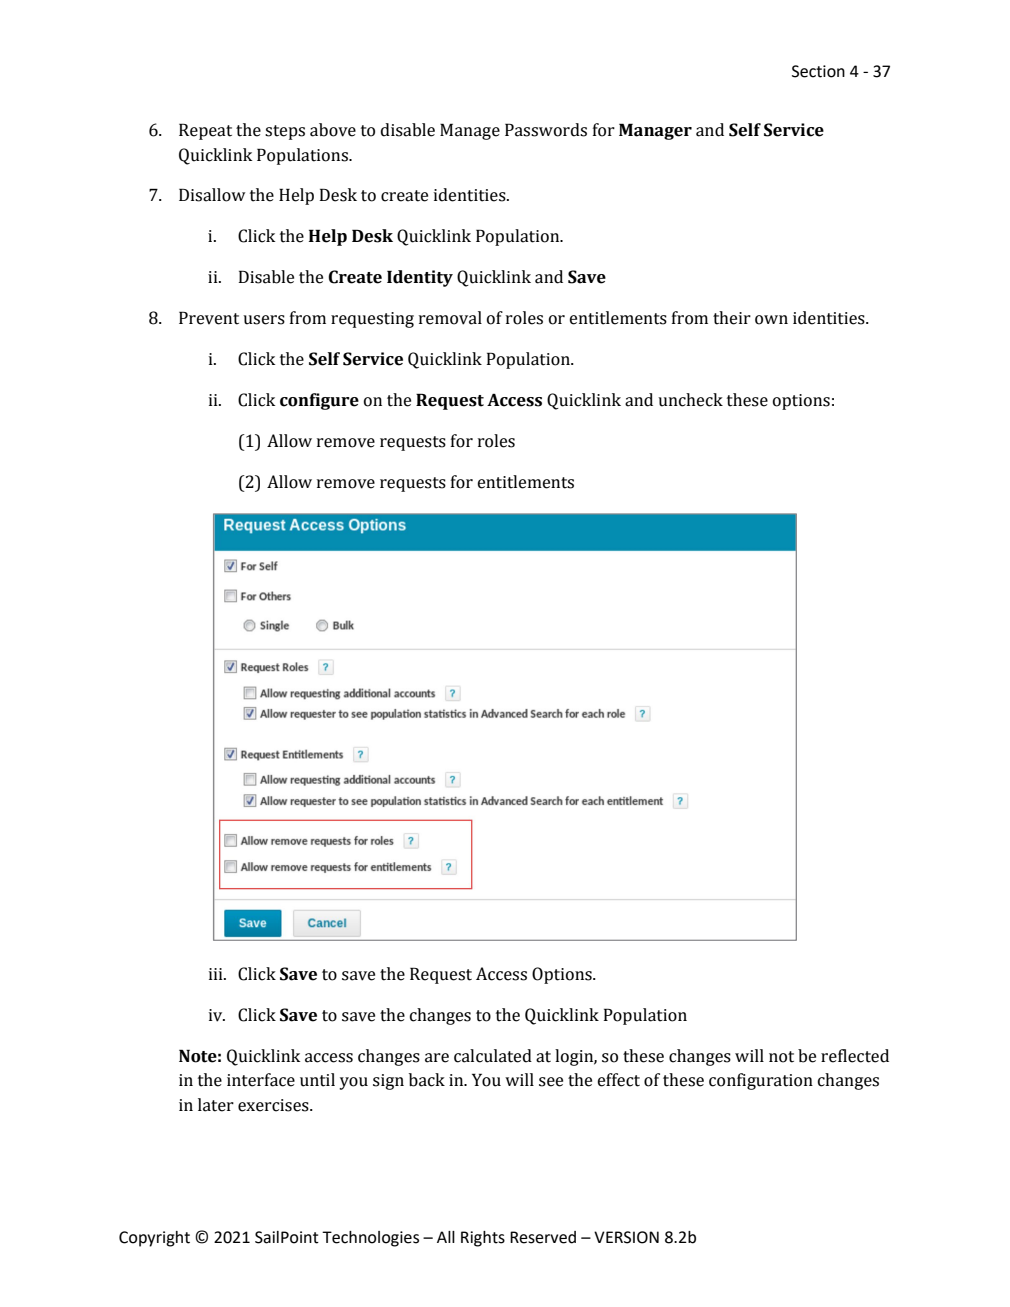 Section 4 - 37
6. Repeat the steps above to disable Manage Passwords for Manager and Self Service
Quicklink Populations.
7. Disallow the Help Desk to create identities.
i. Click the Help Desk Quicklink Population.
ii. Disable the Create Identity Quicklink and Save
8. Prevent users from requesting removal of roles or entitlements from their own identities.
i. Click the Self Service Quicklink Population.
ii. Click configure on the Request Access Quicklink and uncheck these options:
(1) Allow remove requests for roles
(2) Allow remove requests for entitlements
Request Access Options
For Self
For Others
Single Bulk
Request Roles ?
Allow requesting additional accounts ?
Allow requester to see population statistics in Advanced Search for each role ?
Request Entitlements ?
Allow requesting additional accounts ?
Allow requester to see population statistics in Advanced Search for each entitlement ?
Allow remove requests for roles ?
Allow remove requests for entitlements ?
Save Cancel
iii. Click Save to save the Request Access Options.
iv. Click Save to save the changes to the Quicklink Population
Note: Quicklink access changes are calculated at login, so these changes will not be reflected
in the interface until you sign back in. You will see the effect of these configuration changes
in later exercises.
Copyright © 2021 SailPoint Technologies – All Rights Reserved – VERSION 8.2b